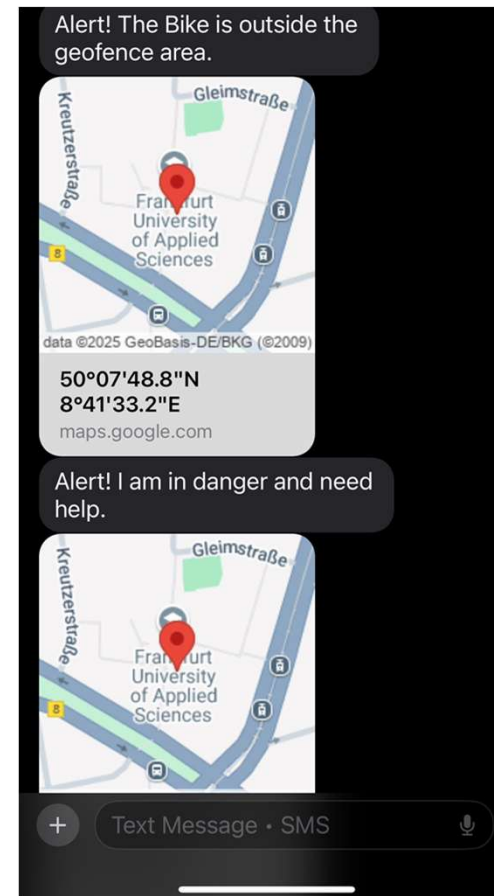 Alert! The Bike is outside the
geofence area.
Gleimstraße
Kreutzerstraße
Frankfurt
University
of Applied
Sciences
8
data ©2025 GeoBasis-DE/BKG (©2009)
50°07'48.8"N
8°41'33.2"E
maps.google.com
Alert! I am in danger and need
help.
Gleimstraße
Kreutzerstraße
Frankfurt
University
of Applied
Sciences
8
+
Text Message • SMS